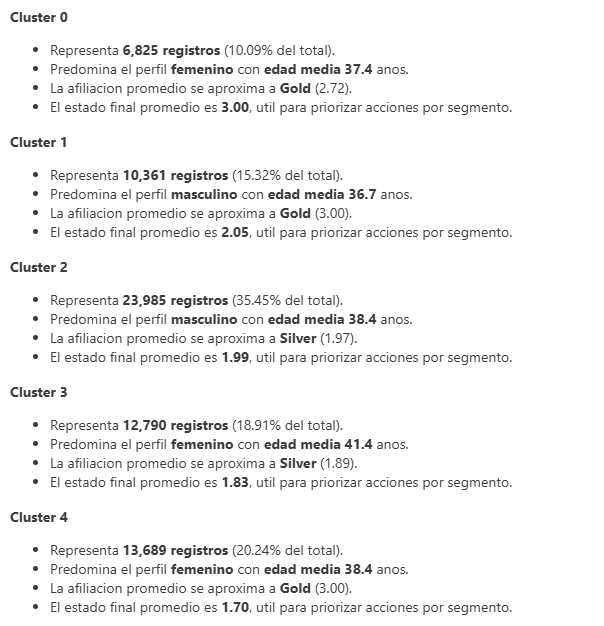 Cluster 0
• Representa 6,825 registros (10.09% del total).
• Predomina el perfil femenino con edad media 37.4 anos.
• La afiliacion promedio se aproxima a Gold (2.72).
• El estado final promedio es 3.00, util para priorizar acciones por segmento.
Cluster 1
• Representa 10,361 registros (15.32% del total).
• Predomina el perfil masculino con edad media 36.7 anos.
• La afiliacion promedio se aproxima a Gold (3.00).
• El estado final promedio es 2.05, util para priorizar acciones por segmento.
Cluster 2
• Representa 23,985 registros (35.45% del total).
• Predomina el perfil masculino con edad media 38.4 anos.
• La afiliacion promedio se aproxima a Silver (1.97).
• El estado final promedio es 1.99, util para priorizar acciones por segmento.
Cluster 3
• Representa 12,790 registros (18.91% del total).
• Predomina el perfil femenino con edad media 41.4 anos.
• La afiliacion promedio se aproxima a Silver (1.89).
• El estado final promedio es 1.83, util para priorizar acciones por segmento.
Cluster 4
• Representa 13,689 registros (20.24% del total).
• Predomina el perfil femenino con edad media 38.4 anos.
• La afiliacion promedio se aproxima a Gold (3.00).
• El estado final promedio es 1.70, util para priorizar acciones por segmento.